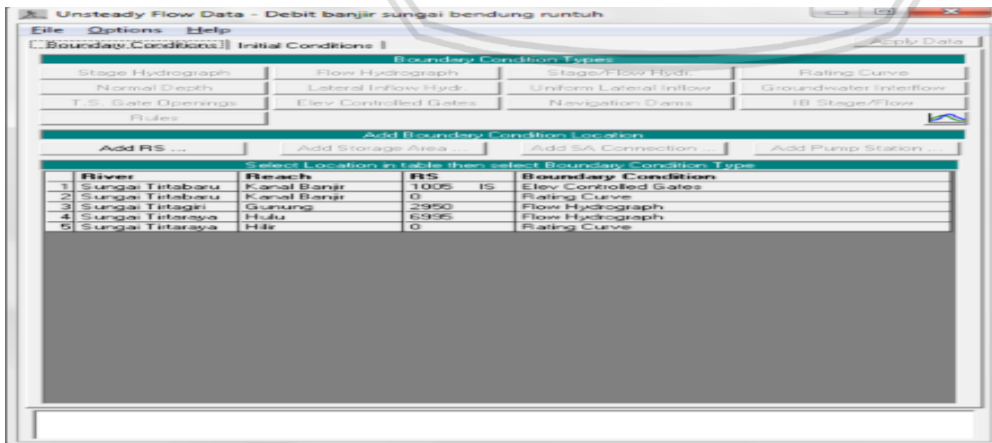 Unsteady Flow Data - Debit banjir sungai bendung runtuh
File Options Help
Boundary Conditions Initial Conditions Apply Data
Boundary Condition Types
Stage Hydrograph Flow Hydrograph Stage/Flow Hydr. Rating Curve
Normal Depth Lateral Inflow Hydr. Uniform Lateral Inflow Groundwater Interflow
T.S. Gate Openings Elev Controlled Gates Navigation Dams IB Stage/Flow
Rules
Add Boundary Condition Location
Add RS ... Add Storage Area ... Add SA Connection ... Add Pump Station ...
Select Location in table then select Boundary Condition Type
River Reach RS Boundary Condition
1 Sungai Tirtabaru Kanal Banjir 1005 IS Elev Controlled Gates
2 Sungai Tirtabaru Kanal Banjir 0 Rating Curve
3 Sungai Tirtagiri Gunung 2950 Flow Hydrograph
4 Sungai Tirtaraya Hulu 6995 Flow Hydrograph
5 Sungai Tirtaraya Hilir 0 Rating Curve